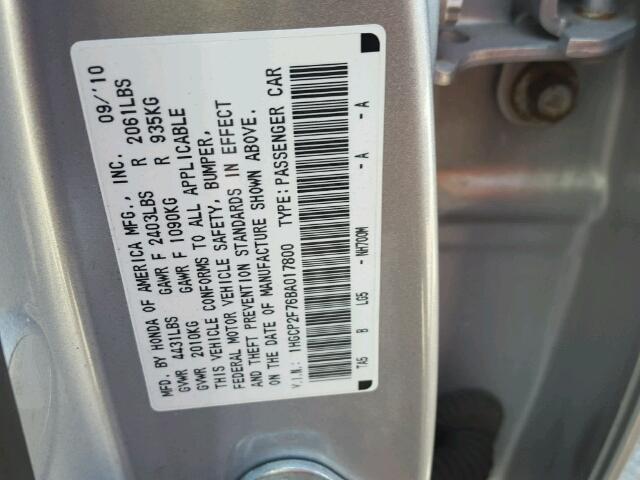 MFD. BY HONDA OF AMERICA MFG., INC. 09/'10
GVWR 4431LBS GAWR F 2403LBS R 2061LBS
GVWR 2010KG GAWR F 1090KG R 935KG
THIS VEHICLE CONFORMS TO ALL APPLICABLE
FEDERAL MOTOR VEHICLE SAFETY, BUMPER,
AND THEFT PREVENTION STANDARDS IN EFFECT
ON THE DATE OF MANUFACTURE SHOWN ABOVE.
V.I.N.: 1HGCP2F76BA017800 TYPE: PASSENGER CAR
TA5 B L05 - NH700M - A - A